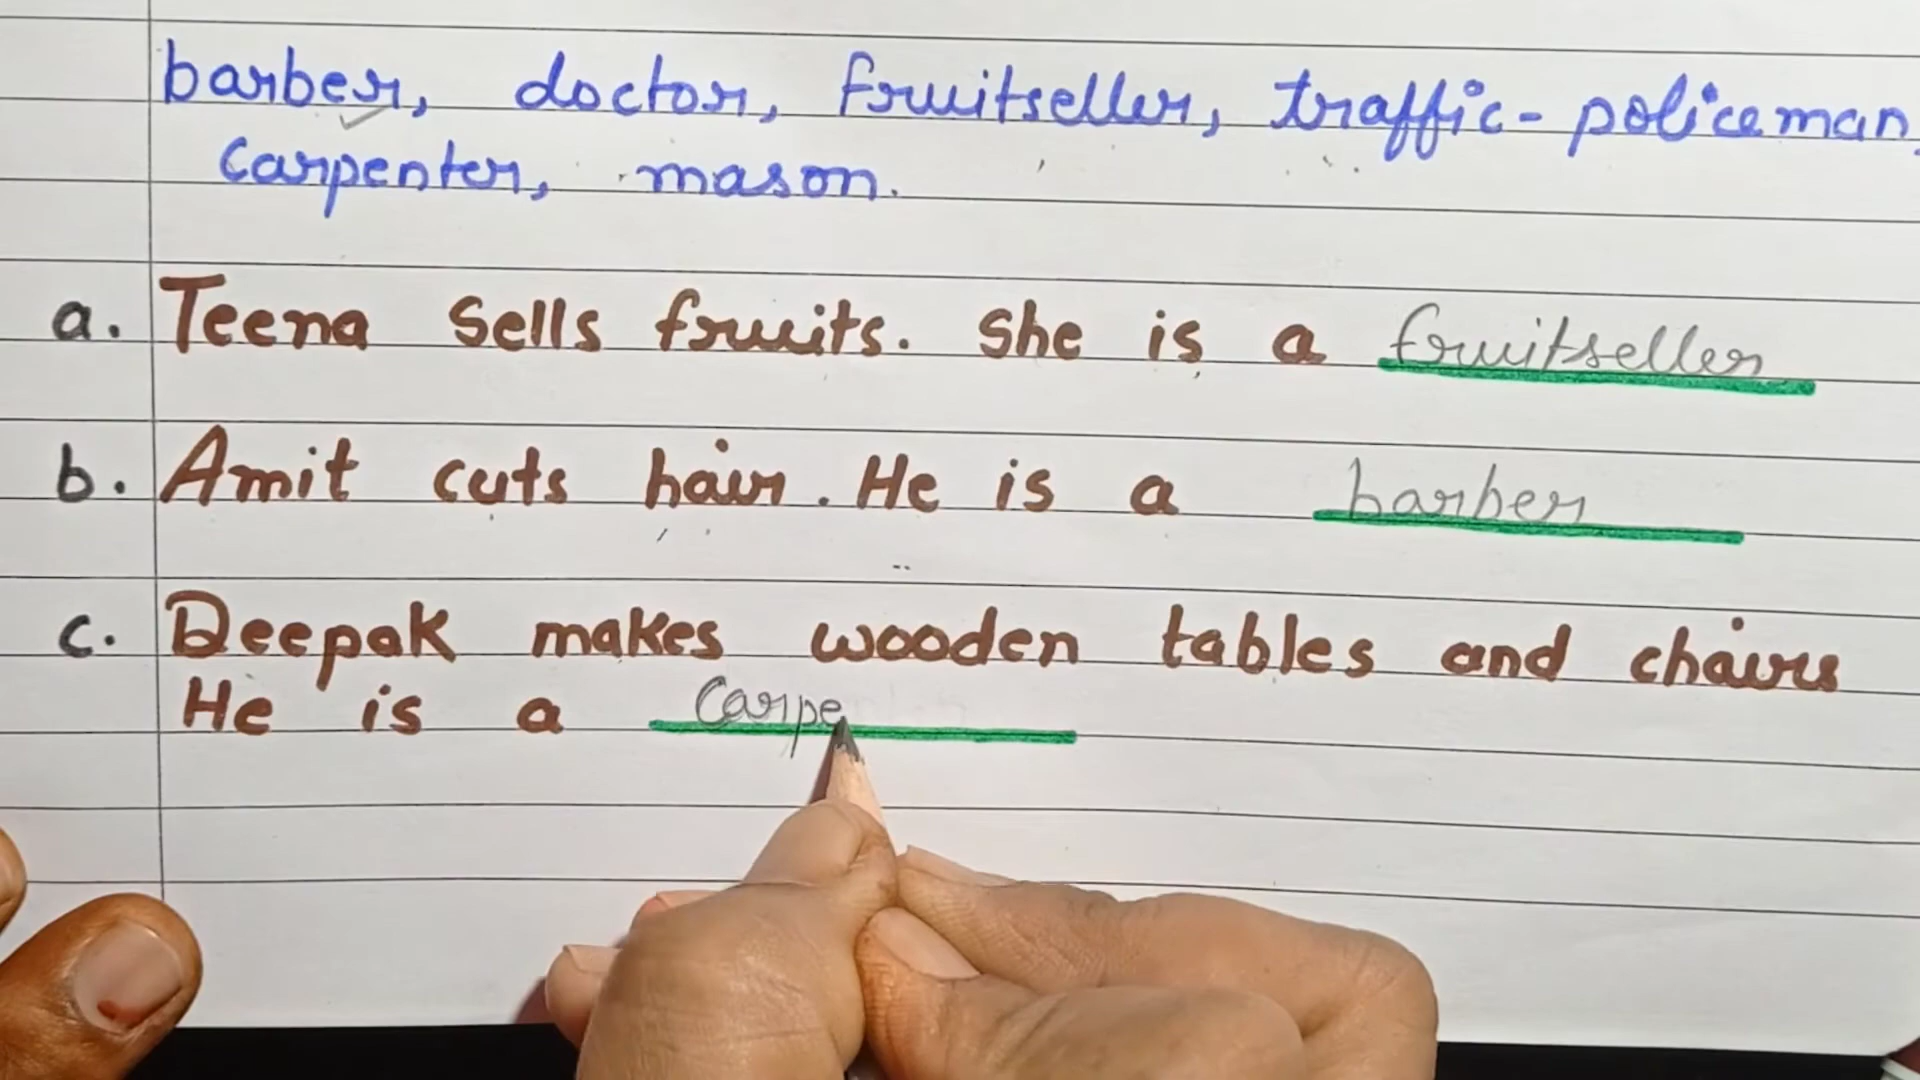 barber, doctor, fruitseller, traffic-policeman,
carpenter, mason.
a. Teena sells fruits. She is a fruitseller
b. Amit cuts hair. He is a barber
c. Deepak makes wooden tables and chairs
He is a Carpe